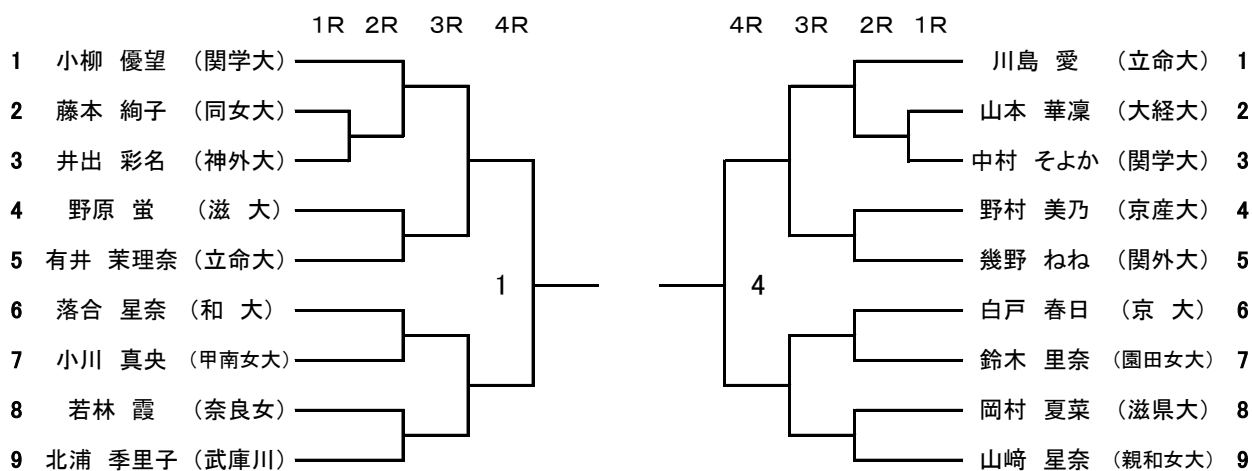 1R 2R 3R 4R
1 小柳 優望 (関学大)
2 藤本 絢子 (同女大)
3 井出 彩名 (神外大)
4 野原 蛍 (滋 大)
5 有井 茉理奈 (立命大)
1
6 落合 星奈 (和 大)
7 小川 真央 (甲南女大)
8 若林 霞 (奈良女)
9 北浦 季里子 (武庫川)
4R 3R 2R 1R
川島 愛 (立命大) 1
山本 華凜 (大経大) 2
中村 そよか (関学大) 3
野村 美乃 (京産大) 4
幾野 ねね (関外大) 5
4
白戸 春日 (京 大) 6
鈴木 里奈 (園田女大) 7
岡村 夏菜 (滋県大) 8
山﨑 星奈 (親和女大) 9